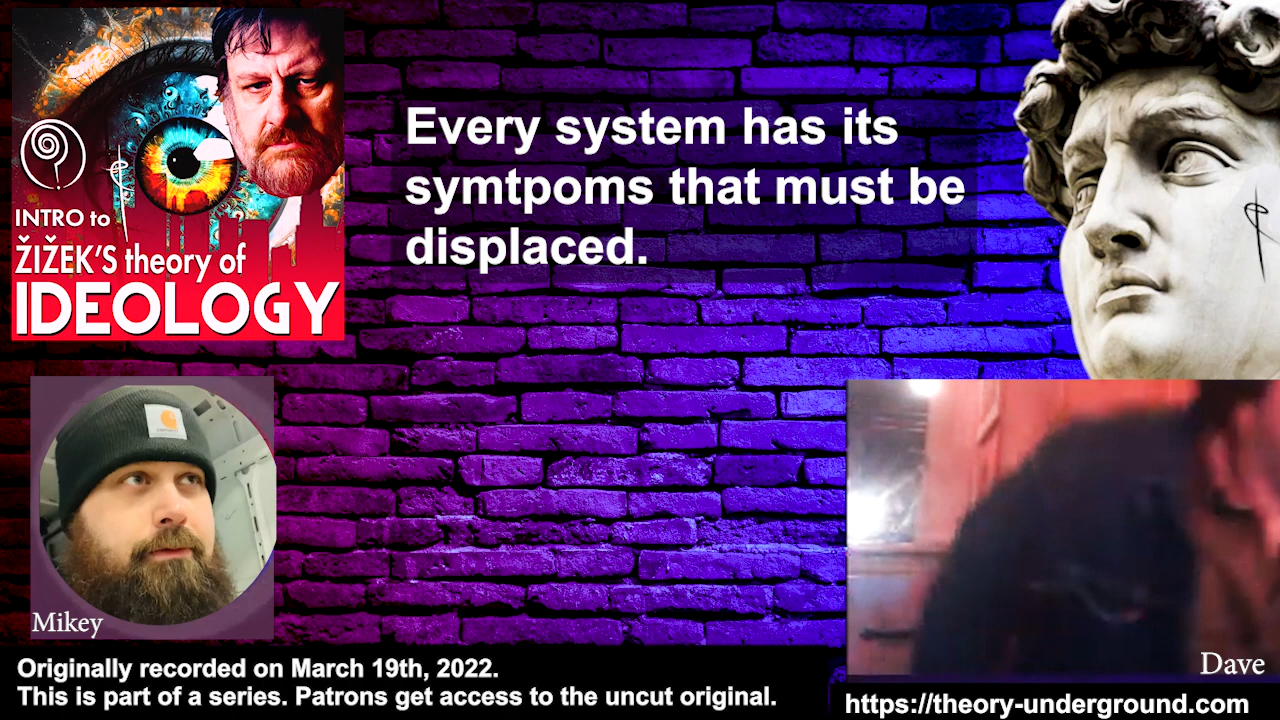 INTRO to
ŽIŽEK'S theory of
IDEOLOGY
Every system has its
symtpoms that must be
displaced.
Mikey
Dave
Originally recorded on March 19th, 2022.
This is part of a series. Patrons get access to the uncut original.
https://theory-underground.com